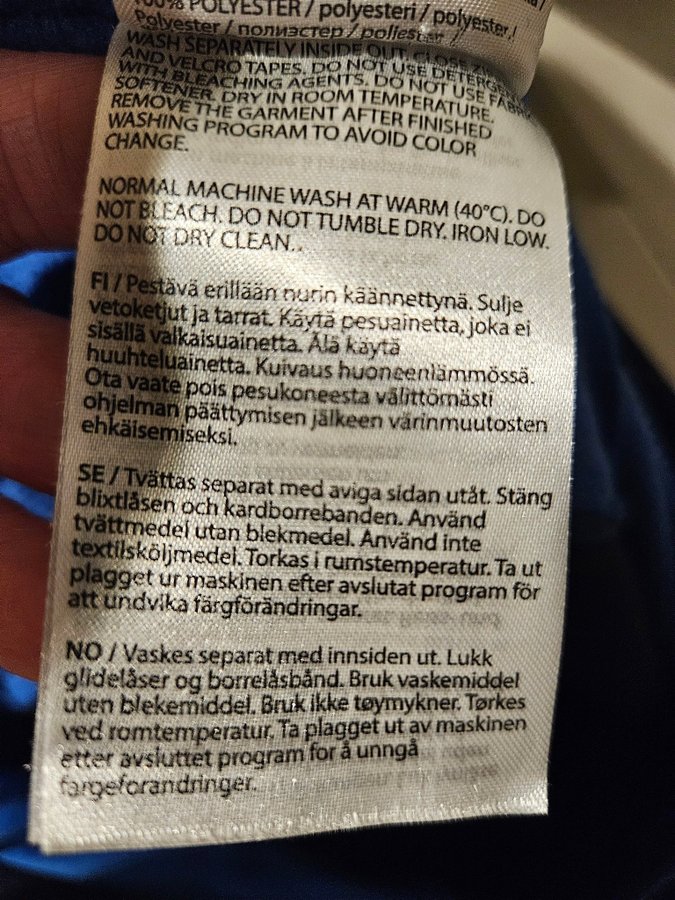 100% POLYESTER / polyesteri / polyester /
Polyester / полиэстер / poliester /
WASH SEPARATELY INSIDE OUT. CLOSE
AND VELCRO TAPES. DO NOT USE
WITH BLEACHING AGENTS. DO NOT USE
SOFTENER. DRY IN ROOM TEMPERATURE.
REMOVE THE GARMENT AFTER FINISHED
WASHING PROGRAM TO AVOID COLOR
CHANGE.
NORMAL MACHINE WASH AT WARM (40°C). DO
NOT BLEACH. DO NOT TUMBLE DRY. IRON LOW.
DO NOT DRY CLEAN..
FI / Pestävä erillään nurin käännettynä. Sulje
vetoketjut ja tarrat. Käytä pesuainetta, joka ei
sisällä valkaisuainetta. Älä käytä
huuhteluainetta. Kuivaus huoneenlämmössä.
Ota vaate pois pesukoneesta välittömästi
ohjelman päättymisen jälkeen värinmuutosten
ehkäisemiseksi.
SE / Tvättas separat med aviga sidan utåt. Stäng
blixtlåsen och kardborrebanden. Använd
tvättmedel utan blekmedel. Använd inte
textilsköljmedel. Torkas i rumstemperatur. Ta ut
plagget ur maskinen efter avslutat program för
att undvika färgförändringar.
NO / Vaskes separat med innsiden ut. Lukk
glidelåser og borrelåsbånd. Bruk vaskemiddel
uten blekemiddel. Bruk ikke tøymykner. Tørkes
ved romtemperatur. Ta plagget ut av maskinen
etter avsluttet program for å unngå
fargeforandringer.